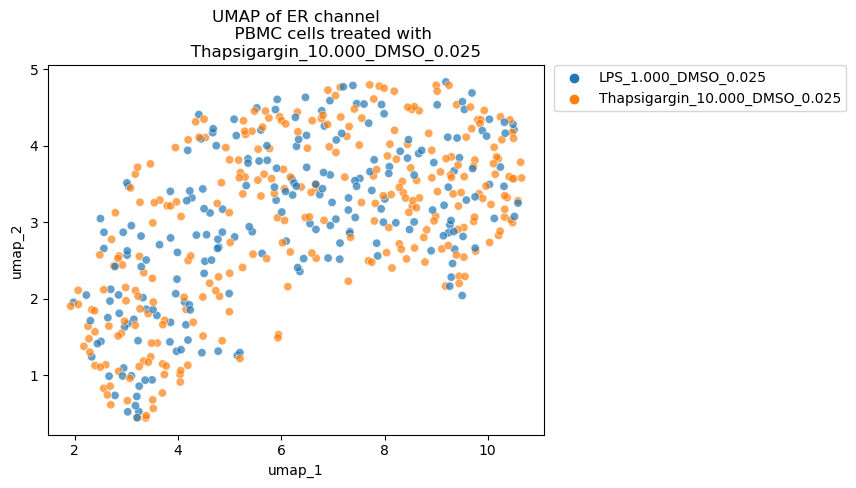 UMAP of ER channel
PBMC cells treated with
Thapsigargin_10.000_DMSO_0.025
LPS_1.000_DMSO_0.025
Thapsigargin_10.000_DMSO_0.025
5
4
3
2
1
umap_2
2
4
6
8
10
umap_1